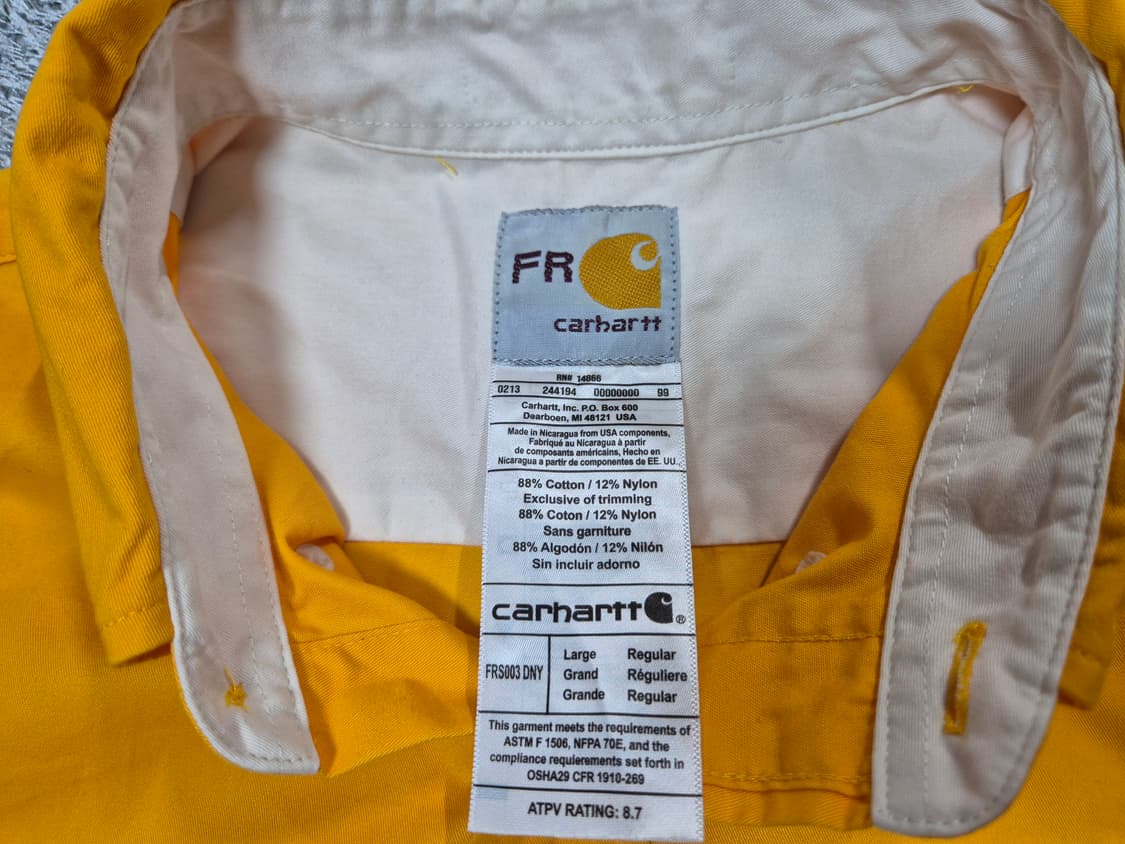 FR
carhartt
RN# 14866
0213 244194 00000000 99
Carhartt, Inc. P.O. Box 600
Dearboen, MI 48121 USA
Made in Nicaragua from USA components,
Fabriqué au Nicaragua à partir
de composants américains, Hecho en
Nicaragua a partir de componentes de EE. UU.
88% Cotton / 12% Nylon
Exclusive of trimming
88% Coton / 12% Nylon
Sans garniture
88% Algodón / 12% Nilón
Sin incluir adorno
carhartt ®
FRS003 DNY
Large Regular
Grand Réguliere
Grande Regular
This garment meets the requirements of
ASTM F 1506, NFPA 70E, and the
compliance requierements set forth in
OSHA29 CFR 1910-269
ATPV RATING: 8.7